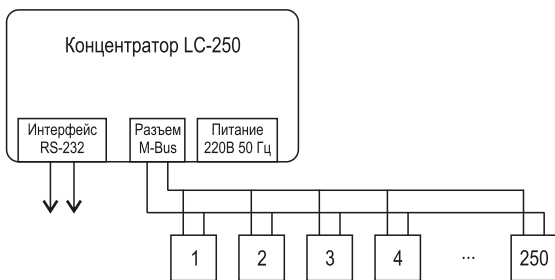 Концентратор LC-250
Интерфейс
RS-232
Разъем
M-Bus
Питание
220В 50 Гц
1 2 3 4 ... 250